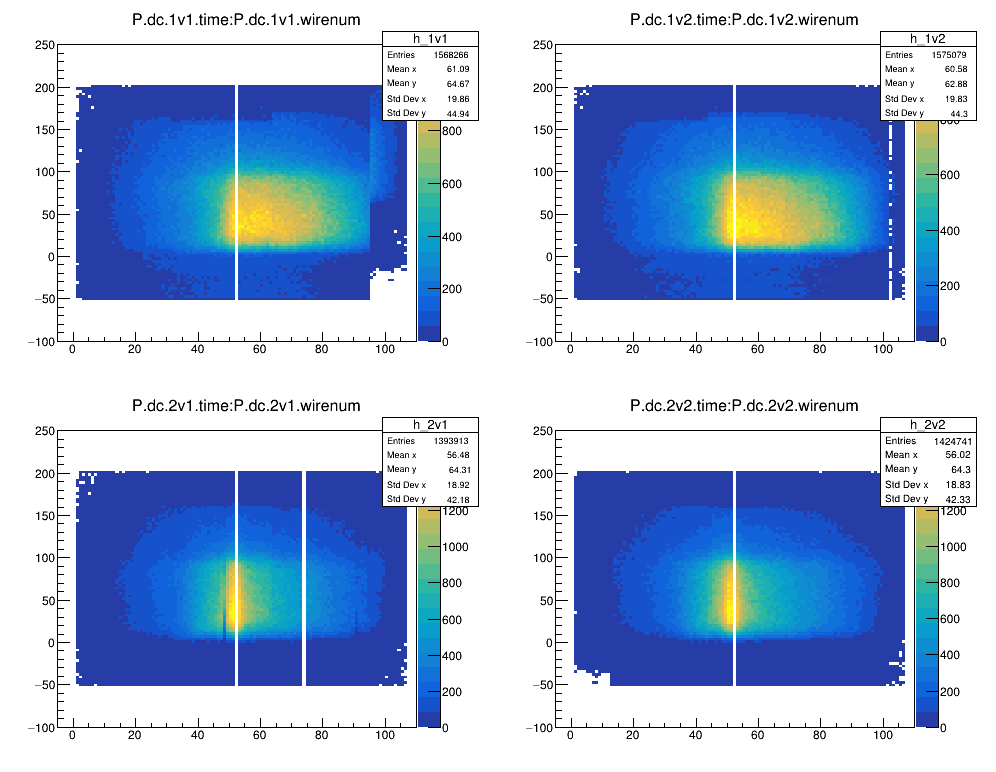 P.dc.1v1.time:P.dc.1v1.wirenum
h_1v1
Entries 1568266
Mean x 61.09
Mean y 64.67
Std Dev x 19.86
Std Dev y 44.94
250
200
150
100
50
0
−50
−100
0 20 40 60 80 100
800
600
400
200
0
P.dc.1v2.time:P.dc.1v2.wirenum
h_1v2
Entries 1575079
Mean x 60.58
Mean y 62.88
Std Dev x 19.83
Std Dev y 44.3
250
200
150
100
50
0
−50
−100
0 20 40 60 80 100
800
600
400
200
0
P.dc.2v1.time:P.dc.2v1.wirenum
h_2v1
Entries 1393913
Mean x 56.48
Mean y 64.31
Std Dev x 18.92
Std Dev y 42.18
250
200
150
100
50
0
−50
−100
0 20 40 60 80 100
1200
1000
800
600
400
200
0
P.dc.2v2.time:P.dc.2v2.wirenum
h_2v2
Entries 1424741
Mean x 56.02
Mean y 64.3
Std Dev x 18.83
Std Dev y 42.33
250
200
150
100
50
0
−50
−100
0 20 40 60 80 100
1200
1000
800
600
400
200
0